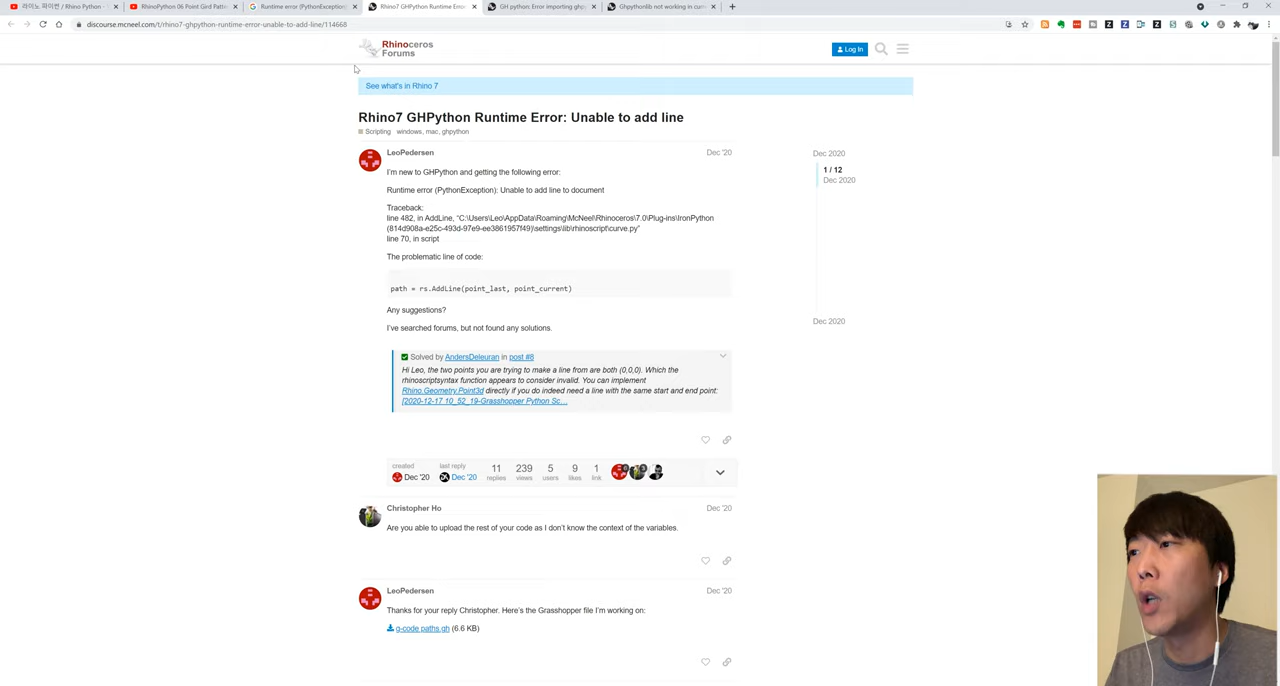 라이노 파이썬 / Rhino Python -
RhinoPython 06 Point Gird Patte
Runtime error (PythonException)
Rhino7 GHPython Runtime Error:
GH python: Error importing ghp
Ghpythonlib not working in curr
discourse.mcneel.com/t/rhino7-ghpython-runtime-error-unable-to-add-line/114668
Rhinoceros
Forums
Log In
See what's in Rhino 7
Rhino7 GHPython Runtime Error: Unable to add line
Scripting windows, mac, ghpython
LeoPedersen Dec '20
I'm new to GHPython and getting the following error:
Runtime error (PythonException): Unable to add line to document
Traceback:
line 482, in AddLine, "C:\Users\Leo\AppData\Roaming\McNeel\Rhinoceros\7.0\Plug-ins\IronPython
(814d908a-e25c-493d-97e9-ee3861957f49)\settings\lib\rhinoscript\curve.py"
line 70, in script
The problematic line of code:
path = rs.AddLine(point_last, point_current)
Any suggestions?
I've searched forums, but not found any solutions.
Solved by AndersDeleuran in post #8
Hi Leo, the two points you are trying to make a line from are both (0,0,0). Which the
rhinoscriptsyntax function appears to consider invalid. You can implement
Rhino.Geometry.Point3d directly if you do indeed need a line with the same start and end point:
[2020-12-17 10_52_19-Grasshopper Python Sc…
created last reply 11 239 5 9 1
Dec '20 Dec '20 replies views users likes link
Christopher Ho Dec '20
Are you able to upload the rest of your code as I don't know the context of the variables.
LeoPedersen Dec '20
Thanks for your reply Christopher. Here's the Grasshopper file I'm working on:
g-code paths.gh (6.6 KB)
Dec 2020
1 / 12
Dec 2020
Dec 2020